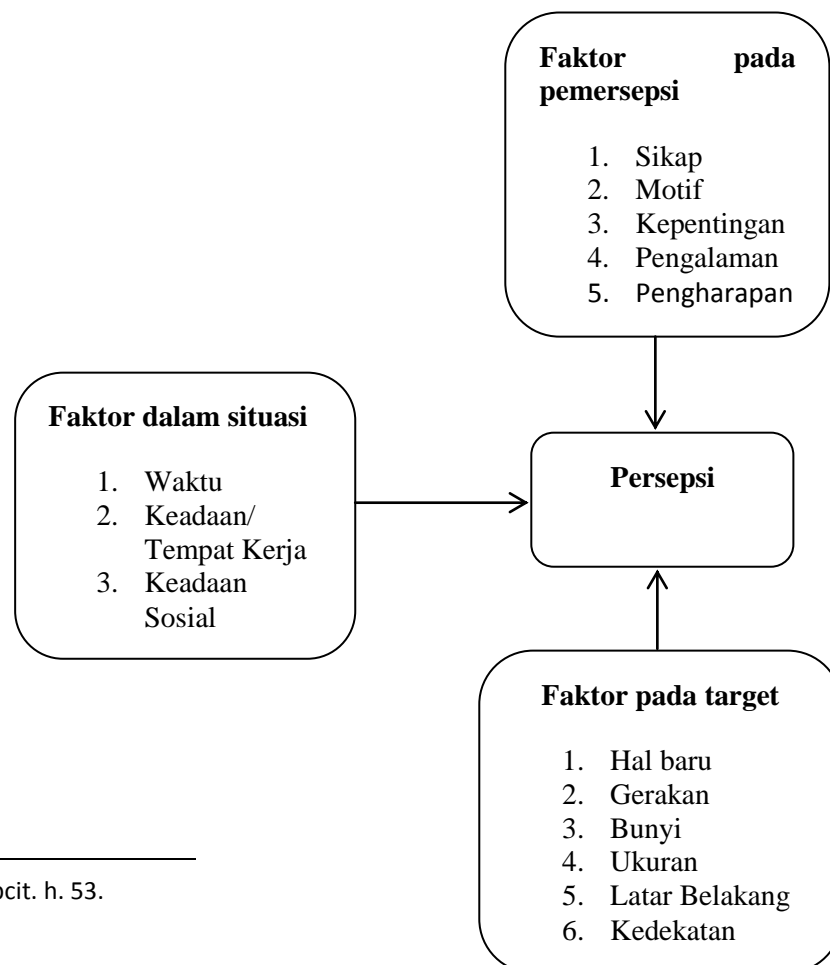 Faktor pada
pemersepsi
1. Sikap
2. Motif
3. Kepentingan
4. Pengalaman
5. Pengharapan
Faktor dalam situasi
1. Waktu
2. Keadaan/
Tempat Kerja
3. Keadaan
Sosial
Persepsi
Faktor pada target
1. Hal baru
2. Gerakan
3. Bunyi
4. Ukuran
5. Latar Belakang
6. Kedekatan
h. 53.